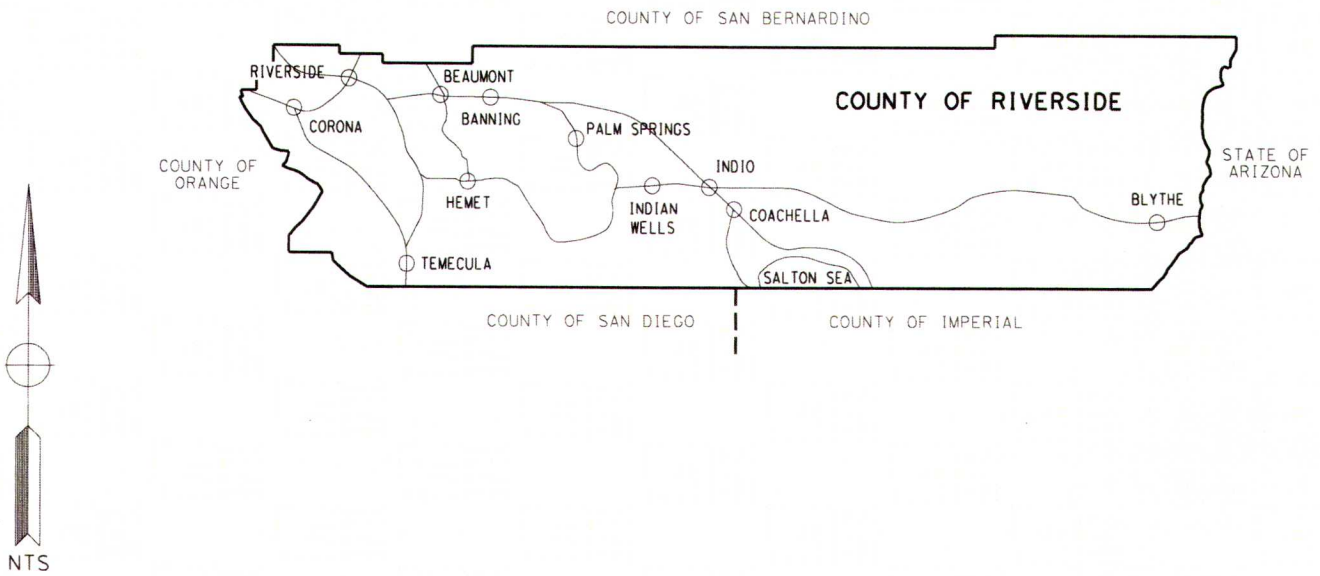 COUNTY OF SAN BERNARDINO
RIVERSIDE
BEAUMONT
COUNTY OF RIVERSIDE
BANNING
CORONA
PALM SPRINGS
COUNTY OF
ORANGE
STATE OF
ARIZONA
INDIO
HEMET
INDIAN
WELLS
COACHELLA
BLYTHE
TEMECULA
SALTON SEA
COUNTY OF SAN DIEGO
COUNTY OF IMPERIAL
NTS